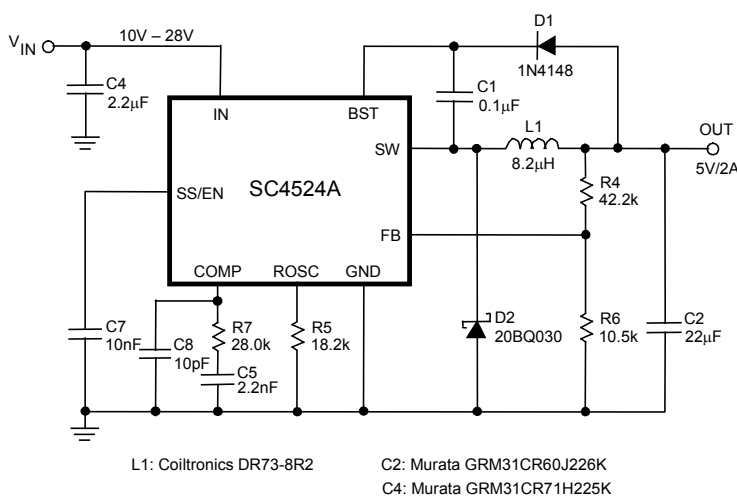 V_IN
10V – 28V
D1
1N4148
C4
2.2µF
C1
0.1µF
IN
BST
L1
8.2µH
OUT
5V/2A
SW
SS/EN
SC4524A
R4
42.2k
FB
COMP
ROSC
GND
C7
10nF
C8
10pF
R7
28.0k
R5
18.2k
C5
2.2nF
D2
20BQ030
R6
10.5k
C2
22µF
L1: Coiltronics DR73-8R2
C2: Murata GRM31CR60J226K
C4: Murata GRM31CR71H225K